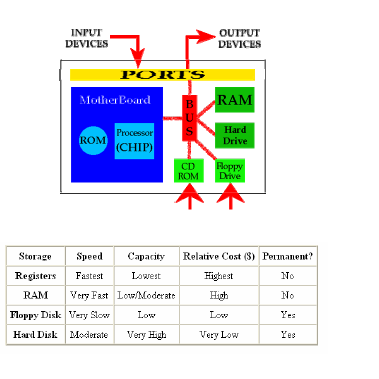 INPUT DEVICES
OUTPUT DEVICES
PORTS
MotherBoard
ROM
Processor (CHIP)
BUS
RAM
Hard Drive
CD ROM
Floppy Drive
Storage Speed Capacity Relative Cost ($) Permanent?
Registers Fastest Lowest Highest No
RAM Very Fast Low/Moderate High No
Floppy Disk Very Slow Low Low Yes
Hard Disk Moderate Very High Very Low Yes